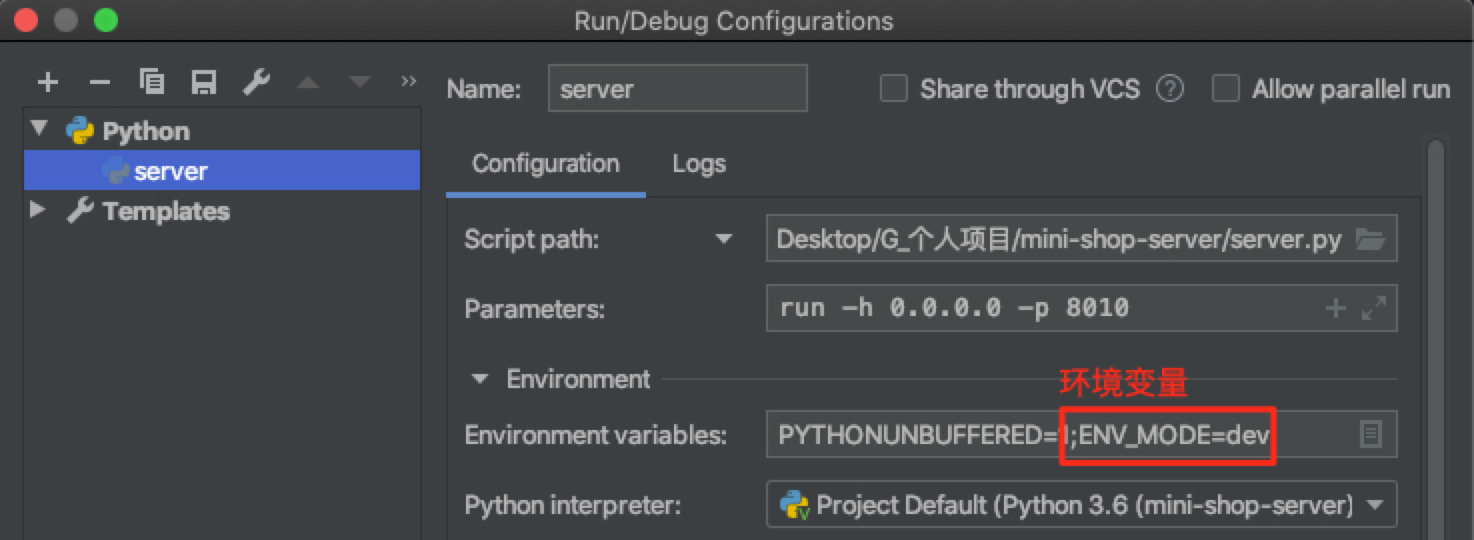 Run/Debug Configurations
Name: server Share through VCS ? Allow parallel run
Python
server
Templates
Configuration Logs
Script path: Desktop/G_个人项目/mini-shop-server/server.py
Parameters: run -h 0.0.0.0 -p 8010
Environment
环境变量
Environment variables: PYTHONUNBUFFERED=1;ENV_MODE=dev
Python interpreter: Project Default (Python 3.6 (mini-shop-server)